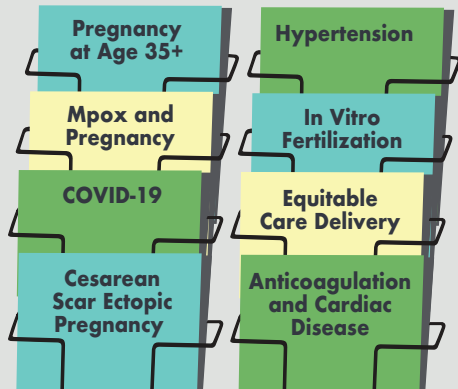 Pregnancy
at Age 35+
Mpox and
Pregnancy
COVID-19
Cesarean
Scar Ectopic
Pregnancy
Hypertension
In Vitro
Fertilization
Equitable
Care Delivery
Anticoagulation
and Cardiac
Disease